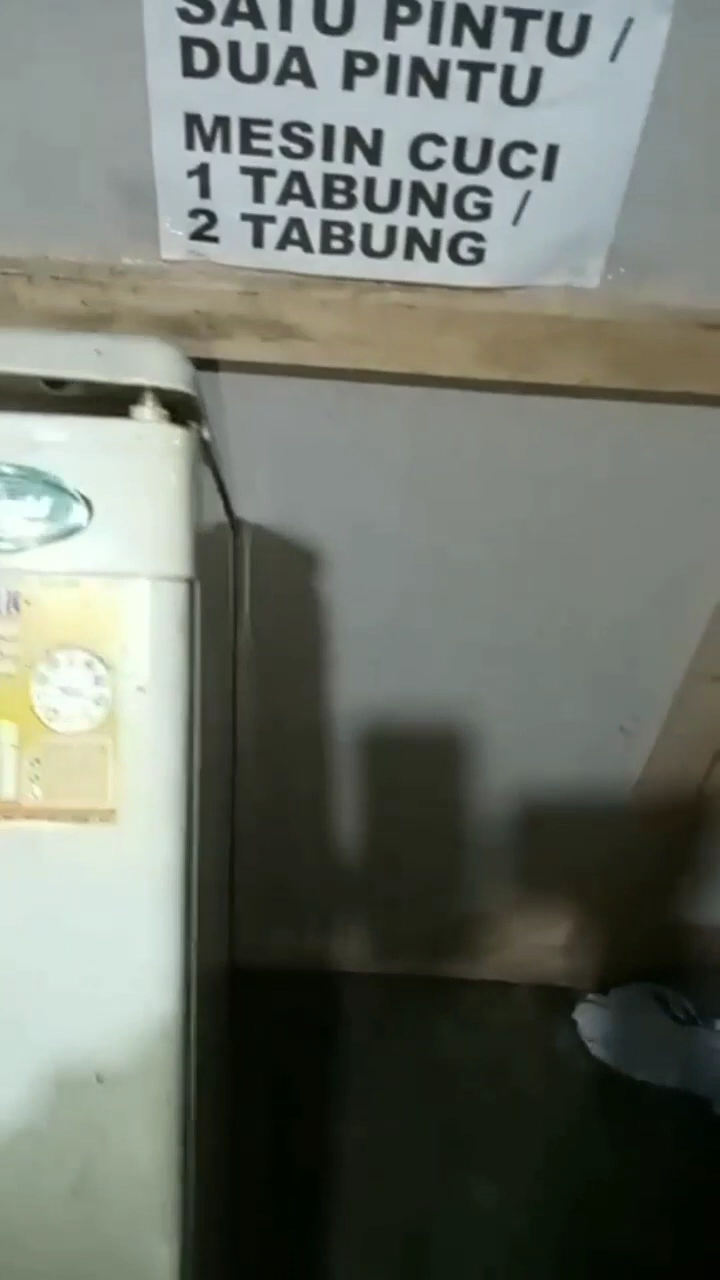 SATU PINTU /
DUA PINTU
MESIN CUCI
1 TABUNG /
2 TABUNG